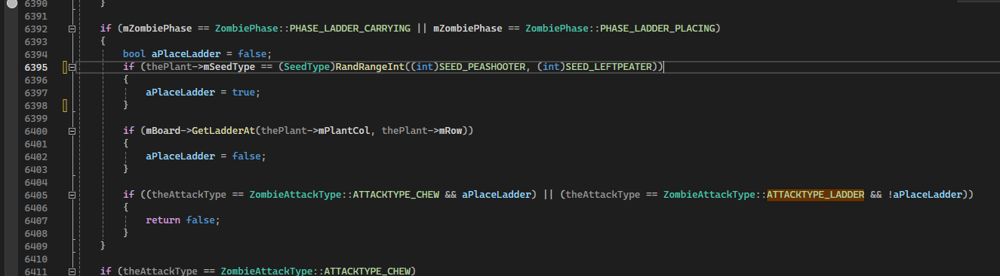 6390 }
6391
6392 if (mZombiePhase == ZombiePhase::PHASE_LADDER_CARRYING || mZombiePhase == ZombiePhase::PHASE_LADDER_PLACING)
6393 {
6394 bool aPlaceLadder = false;
6395 if (thePlant->mSeedType == (SeedType)RandRangeInt((int)SEED_PEASHOOTER, (int)SEED_LEFTPEATER))
6396 {
6397 aPlaceLadder = true;
6398 }
6399
6400 if (mBoard->GetLadderAt(thePlant->mPlantCol, thePlant->mRow))
6401 {
6402 aPlaceLadder = false;
6403 }
6404
6405 if ((theAttackType == ZombieAttackType::ATTACKTYPE_CHEW && aPlaceLadder) || (theAttackType == ZombieAttackType::ATTACKTYPE_LADDER && !aPlaceLadder))
6406 {
6407 return false;
6408 }
6409 }
6410
6411 if (theAttackType == ZombieAttackType::ATTACKTYPE_CHEW)